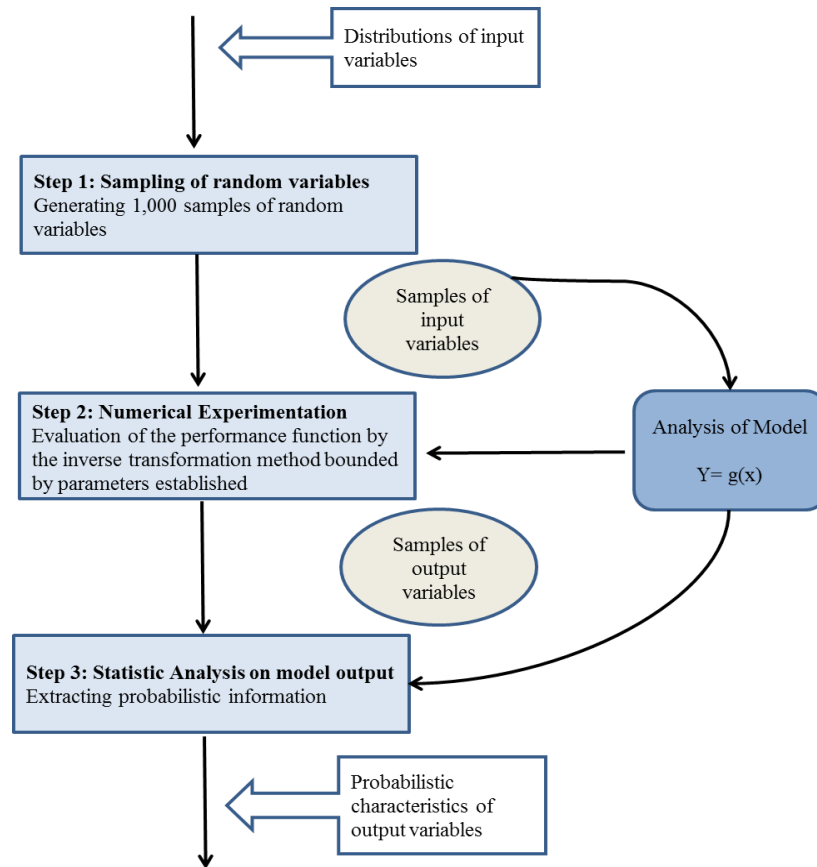 Distributions of input
variables
Step 1: Sampling of random variables
Generating 1,000 samples of random
variables
Samples of
input
variables
Step 2: Numerical Experimentation
Evaluation of the performance function by
the inverse transformation method bounded
by parameters established
Analysis of Model
Y= g(x)
Samples of
output
variables
Step 3: Statistic Analysis on model output
Extracting probabilistic information
Probabilistic
characteristics of
output variables